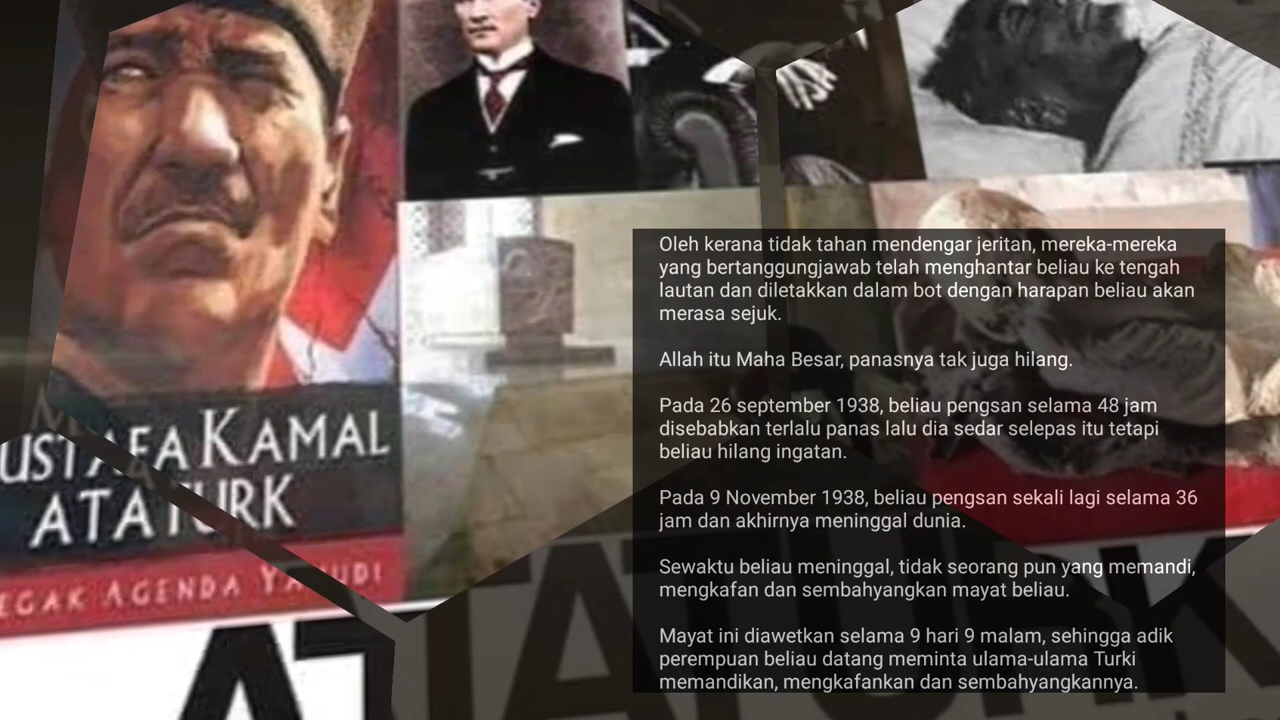 MUSTAFA KAMAL
ATATURK
EGAK AGENDA YAHUDI
ATATURK
Oleh kerana tidak tahan mendengar jeritan, mereka-mereka
yang bertanggungjawab telah menghantar beliau ke tengah
lautan dan diletakkan dalam bot dengan harapan beliau akan
merasa sejuk.
Allah itu Maha Besar, panasnya tak juga hilang.
Pada 26 september 1938, beliau pengsan selama 48 jam
disebabkan terlalu panas lalu dia sedar selepas itu tetapi
beliau hilang ingatan.
Pada 9 November 1938, beliau pengsan sekali lagi selama 36
jam dan akhirnya meninggal dunia.
Sewaktu beliau meninggal, tidak seorang pun yang memandi,
mengkafan dan sembahyangkan mayat beliau.
Mayat ini diawetkan selama 9 hari 9 malam, sehingga adik
perempuan beliau datang meminta ulama-ulama Turki
memandikan, mengkafankan dan sembahyangkannya.